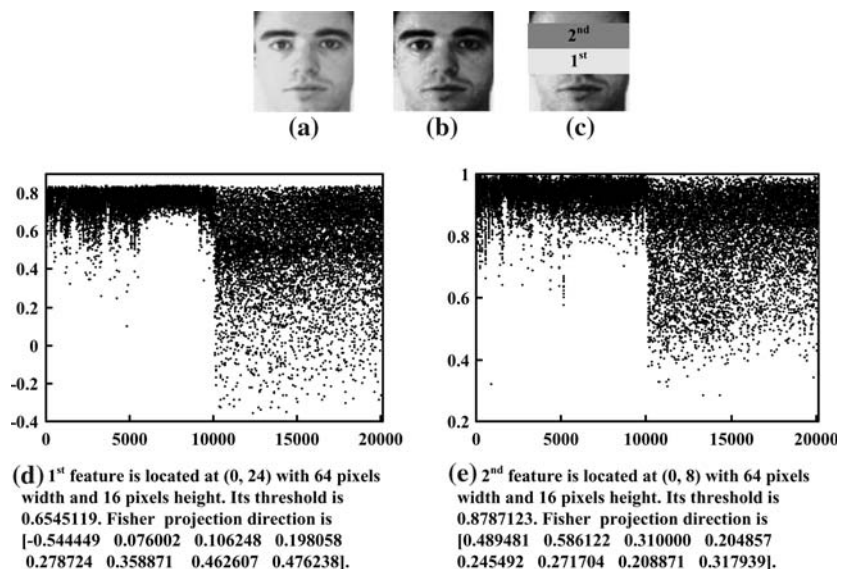 2nd
1st
(a) (b) (c)
0.8
0.6
0.4
0.2
0
-0.2
-0.4
0 5000 10000 15000 20000
1
0.8
0.6
0.4
0.2
0 5000 10000 15000 20000
(d) 1st feature is located at (0, 24) with 64 pixels
width and 16 pixels height. Its threshold is
0.6545119. Fisher projection direction is
[-0.544449 0.076002 0.106248 0.198058
0.278724 0.358871 0.462607 0.476238].
(e) 2nd feature is located at (0, 8) with 64 pixels
width and 16 pixels height. Its threshold is
0.8787123. Fisher projection direction is
[0.489481 0.586122 0.310000 0.204857
0.245492 0.271704 0.208871 0.317939].